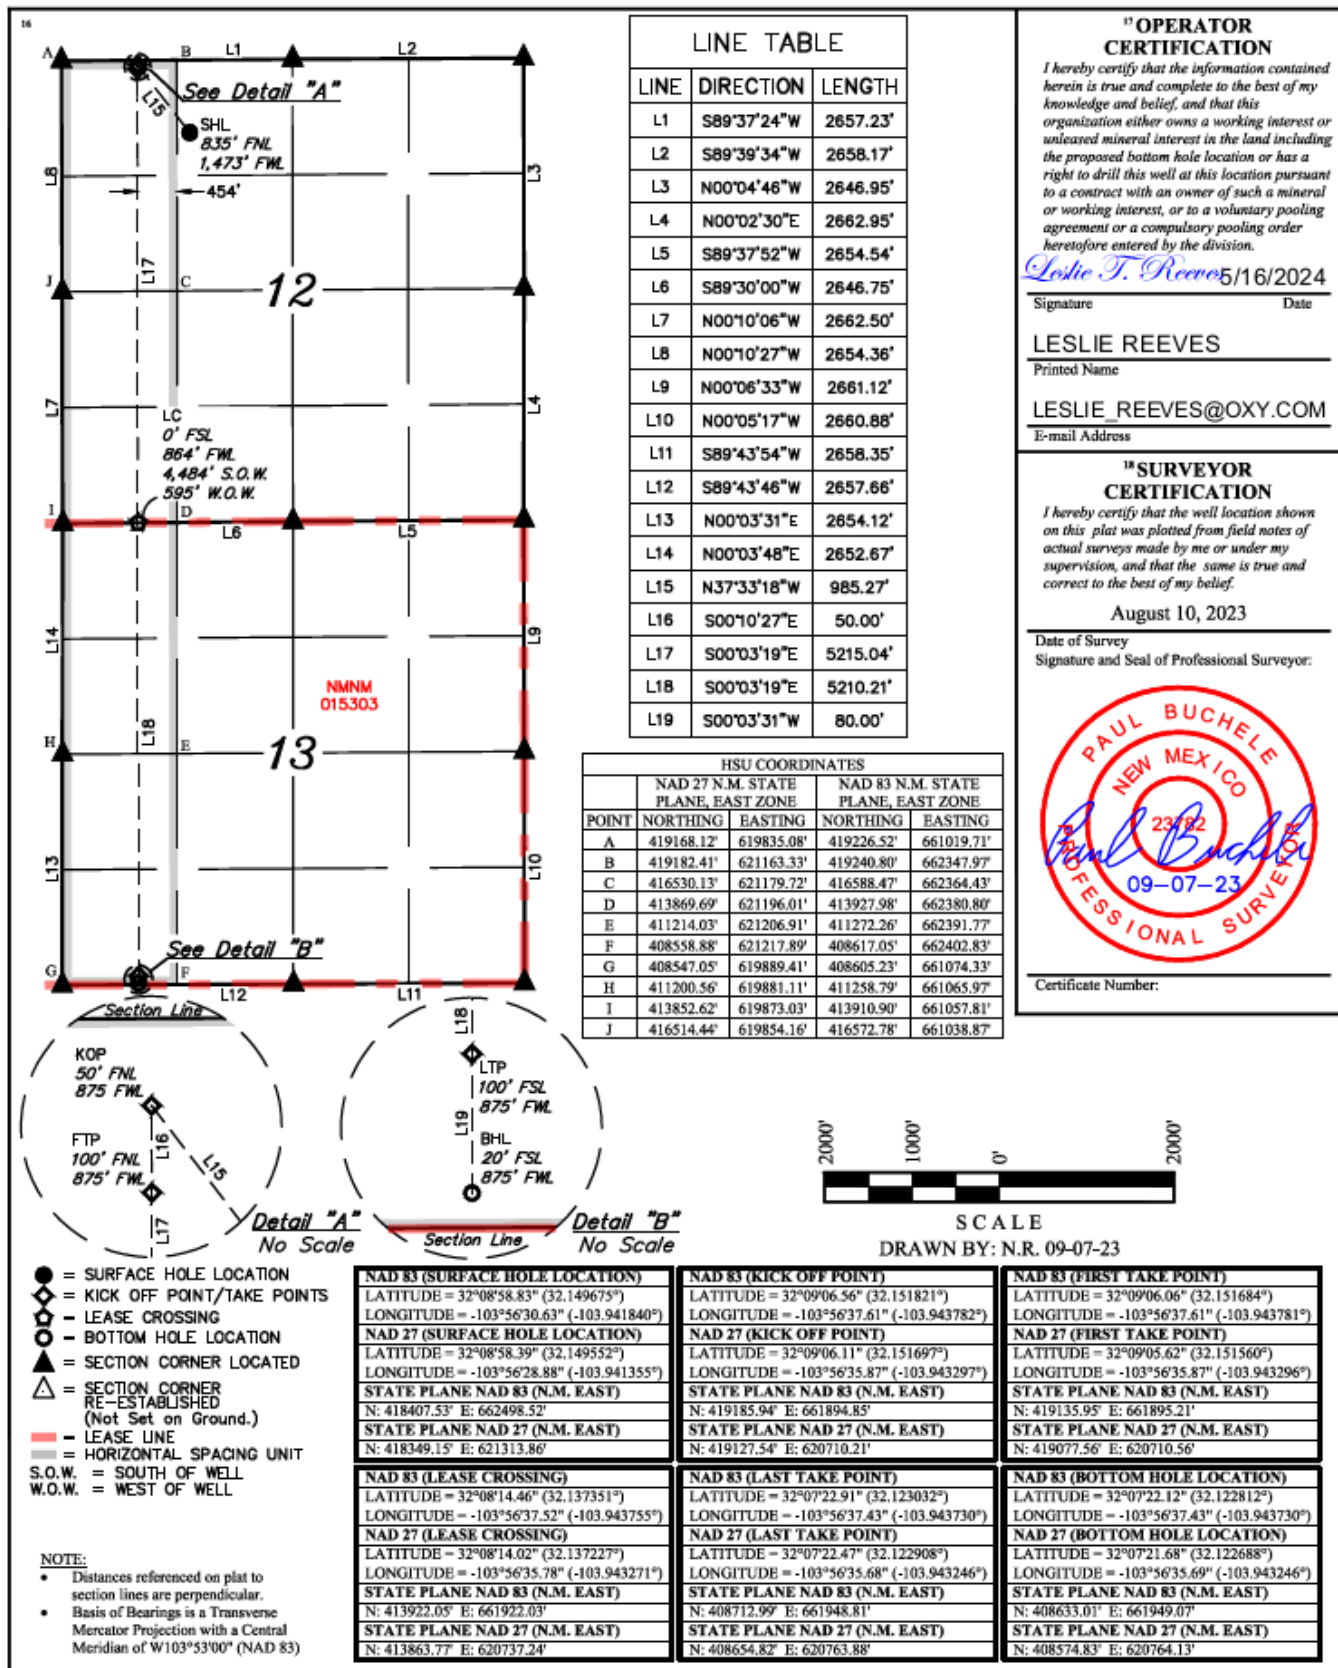 16
A
B
L1
L2
See Detail "A"
L15
SHL
835' FNL
1,473' FWL
L8
454'
L3
L17
J
C
12
L7
LC
0' FSL
864' FWL
4,484' S.O.W.
595' W.O.W.
L4
I
D
L6
L5
L14
NMNM
015303
L9
H
L18
E
13
L13
L10
See Detail "B"
G
F
L12
L11
LINE TABLE
LINE DIRECTION LENGTH
L1 S89°37'24"W 2657.23'
L2 S89°39'34"W 2658.17'
L3 N00°04'46"W 2646.95'
L4 N00°02'30"E 2662.95'
L5 S89°37'52"W 2654.54'
L6 S89°30'00"W 2646.75'
L7 N00°10'06"W 2662.50'
L8 N00°10'27"W 2654.36'
L9 N00°06'33"W 2661.12'
L10 N00°05'17"W 2660.88'
L11 S89°43'54"W 2658.35'
L12 S89°43'46"W 2657.66'
L13 N00°03'31"E 2654.12'
L14 N00°03'48"E 2652.67'
L15 N37°33'18"W 985.27'
L16 S00°10'27"E 50.00'
L17 S00°03'19"E 5215.04'
L18 S00°03'19"E 5210.21'
L19 S00°03'31"W 80.00'
HSU COORDINATES
NAD 27 N.M. STATE PLANE, EAST ZONE NAD 83 N.M. STATE PLANE, EAST ZONE
POINT NORTHING EASTING NORTHING EASTING
A 419168.12' 619835.08' 419226.52' 661019.71'
B 419182.41' 621163.33' 419240.80' 662347.97'
C 416530.13' 621179.72' 416588.47' 662364.43'
D 413869.69' 621196.01' 413927.98' 662380.80'
E 411214.03' 621206.91' 411272.26' 662391.77'
F 408558.88' 621217.89' 408617.05' 662402.83'
G 408547.05' 619889.41' 408605.23' 661074.33'
H 411200.56' 619881.11' 411258.79' 661065.97'
I 413852.62' 619873.03' 413910.90' 661057.81'
J 416514.44' 619854.16' 416572.78' 661038.87'
17 OPERATOR
CERTIFICATION
I hereby certify that the information contained
herein is true and complete to the best of my
knowledge and belief, and that this
organization either owns a working interest or
unleased mineral interest in the land including
the proposed bottom hole location or has a
right to drill this well at this location pursuant
to a contract with an owner of such a mineral
or working interest, or to a voluntary pooling
agreement or a compulsory pooling order
heretofore entered by the division.
Leslie T. Reeves 5/16/2024
Signature Date
LESLIE REEVES
Printed Name
LESLIE_REEVES@OXY.COM
E-mail Address
18 SURVEYOR
CERTIFICATION
I hereby certify that the well location shown
on this plat was plotted from field notes of
actual surveys made by me or under my
supervision, and that the same is true and
correct to the best of my belief.
August 10, 2023
Date of Survey
Signature and Seal of Professional Surveyor:
PAUL BUCHELE
NEW MEXICO
23782
Paul Buchele
09-07-23
PROFESSIONAL SURVEYOR
Certificate Number:
Section Line
KOP
50' FNL
875 FWL
FTP
100' FNL
875' FWL
L16
L15
L17
Detail "A"
No Scale
L18
LTP
100' FSL
875' FWL
L19
BHL
20' FSL
875' FWL
Section Line
Detail "B"
No Scale
2000' 1000' 0' 2000'
SCALE
DRAWN BY: N.R. 09-07-23
= SURFACE HOLE LOCATION
= KICK OFF POINT/TAKE POINTS
= LEASE CROSSING
= BOTTOM HOLE LOCATION
= SECTION CORNER LOCATED
= SECTION CORNER
RE-ESTABLISHED
(Not Set on Ground.)
= LEASE LINE
= HORIZONTAL SPACING UNIT
S.O.W. = SOUTH OF WELL
W.O.W. = WEST OF WELL
NOTE:
• Distances referenced on plat to
section lines are perpendicular.
• Basis of Bearings is a Transverse
Mercator Projection with a Central
Meridian of W103°53'00" (NAD 83)
NAD 83 (SURFACE HOLE LOCATION)
LATITUDE = 32°08'58.83" (32.149675°)
LONGITUDE = -103°56'30.63" (-103.941840°)
NAD 27 (SURFACE HOLE LOCATION)
LATITUDE = 32°08'58.39" (32.149552°)
LONGITUDE = -103°56'28.88" (-103.941355°)
STATE PLANE NAD 83 (N.M. EAST)
N: 418407.53' E: 662498.52'
STATE PLANE NAD 27 (N.M. EAST)
N: 418349.15' E: 621313.86'
NAD 83 (KICK OFF POINT)
LATITUDE = 32°09'06.56" (32.151821°)
LONGITUDE = -103°56'37.61" (-103.943782°)
NAD 27 (KICK OFF POINT)
LATITUDE = 32°09'06.11" (32.151697°)
LONGITUDE = -103°56'35.87" (-103.943297°)
STATE PLANE NAD 83 (N.M. EAST)
N: 419185.94' E: 661894.85'
STATE PLANE NAD 27 (N.M. EAST)
N: 419127.54' E: 620710.21'
NAD 83 (FIRST TAKE POINT)
LATITUDE = 32°09'06.06" (32.151684°)
LONGITUDE = -103°56'37.61" (-103.943781°)
NAD 27 (FIRST TAKE POINT)
LATITUDE = 32°09'05.62" (32.151560°)
LONGITUDE = -103°56'35.87" (-103.943296°)
STATE PLANE NAD 83 (N.M. EAST)
N: 419135.95' E: 661895.21'
STATE PLANE NAD 27 (N.M. EAST)
N: 419077.56' E: 620710.56'
NAD 83 (LEASE CROSSING)
LATITUDE = 32°08'14.46" (32.137351°)
LONGITUDE = -103°56'37.52" (-103.943755°)
NAD 27 (LEASE CROSSING)
LATITUDE = 32°08'14.02" (32.137227°)
LONGITUDE = -103°56'35.78" (-103.943271°)
STATE PLANE NAD 83 (N.M. EAST)
N: 413922.05' E: 661922.03'
STATE PLANE NAD 27 (N.M. EAST)
N: 413863.77' E: 620737.24'
NAD 83 (LAST TAKE POINT)
LATITUDE = 32°07'22.91" (32.123032°)
LONGITUDE = -103°56'37.43" (-103.943730°)
NAD 27 (LAST TAKE POINT)
LATITUDE = 32°07'22.47" (32.122908°)
LONGITUDE = -103°56'35.68" (-103.943246°)
STATE PLANE NAD 83 (N.M. EAST)
N: 408712.99' E: 661948.81'
STATE PLANE NAD 27 (N.M. EAST)
N: 408654.82' E: 620763.88'
NAD 83 (BOTTOM HOLE LOCATION)
LATITUDE = 32°07'22.12" (32.122812°)
LONGITUDE = -103°56'37.43" (-103.943730°)
NAD 27 (BOTTOM HOLE LOCATION)
LATITUDE = 32°07'21.68" (32.122688°)
LONGITUDE = -103°56'35.69" (-103.943246°)
STATE PLANE NAD 83 (N.M. EAST)
N: 408633.01' E: 661949.07'
STATE PLANE NAD 27 (N.M. EAST)
N: 408574.83' E: 620764.13'